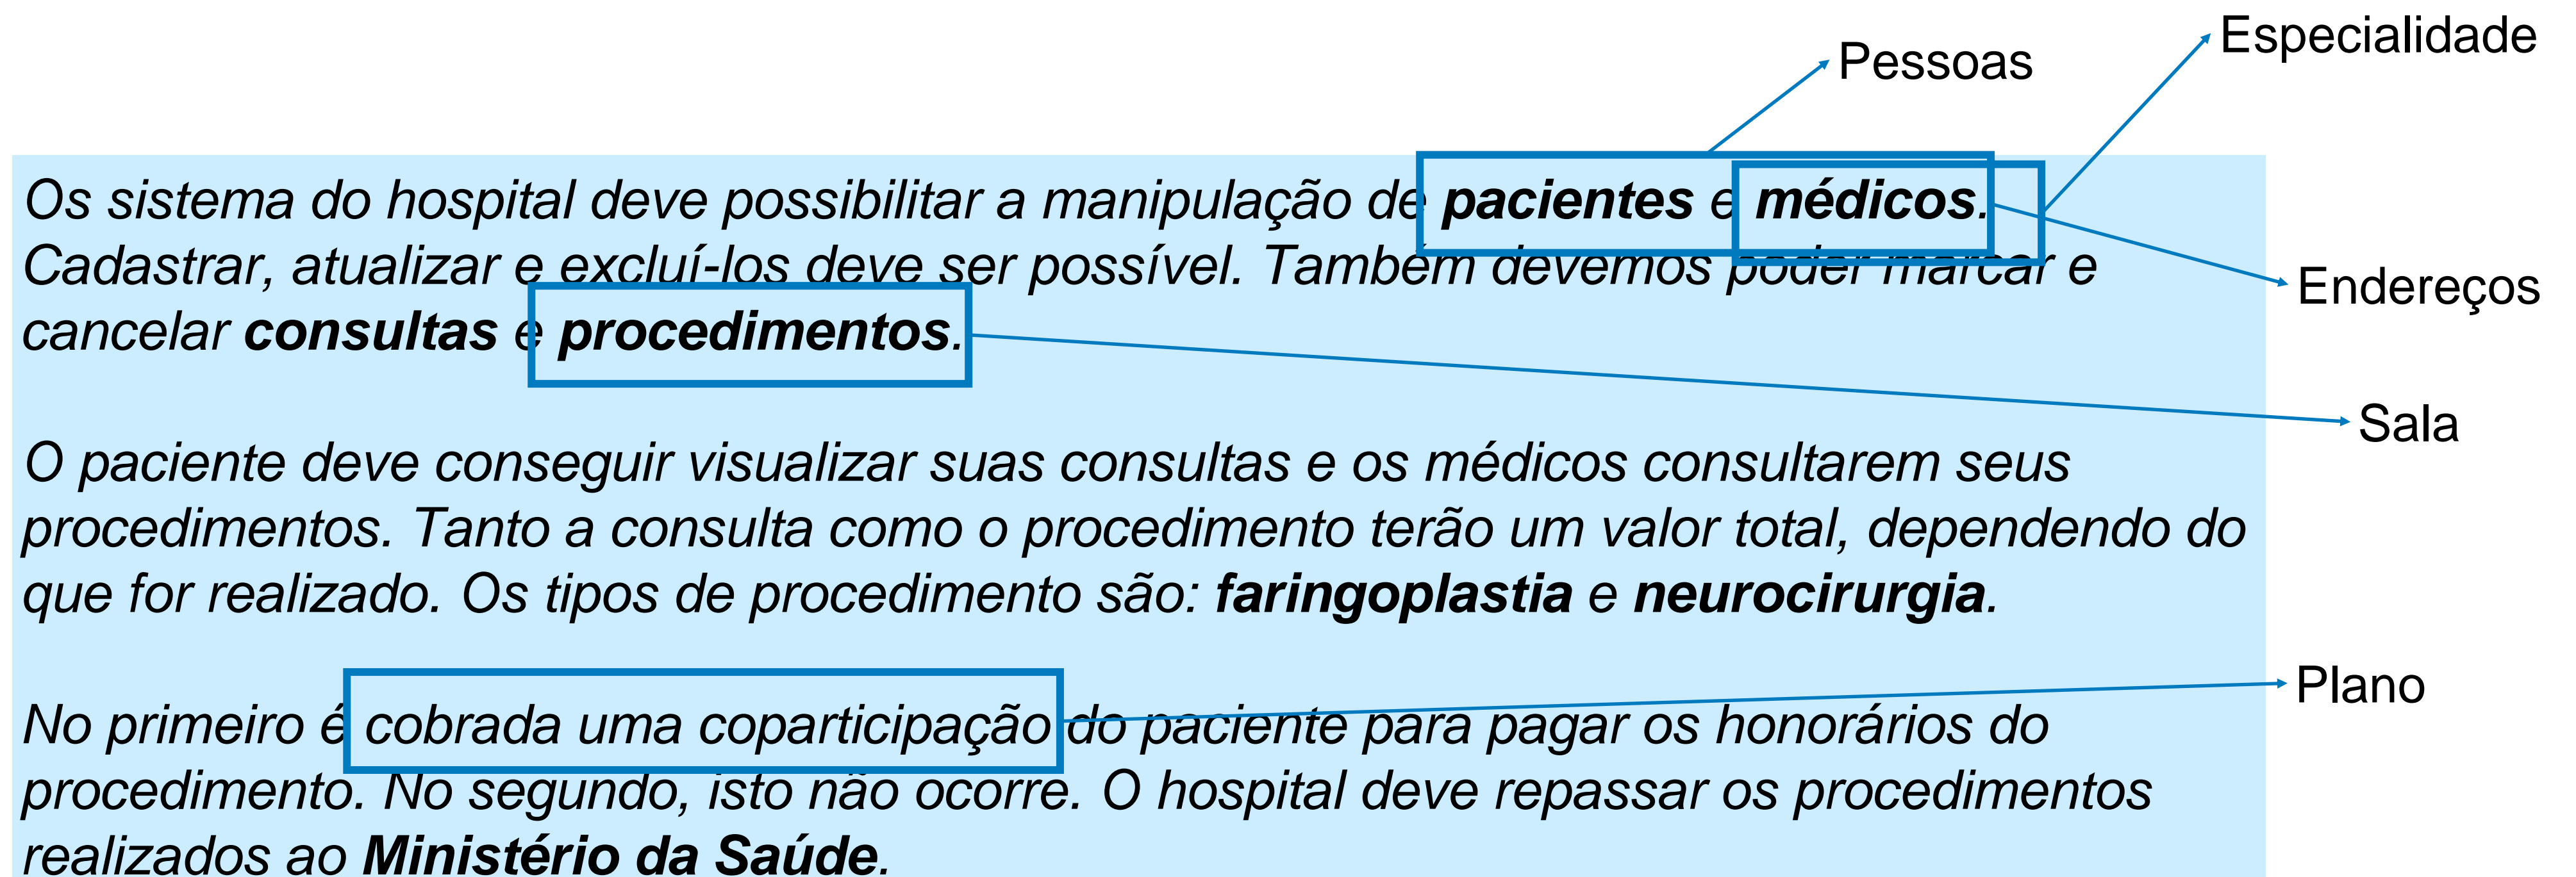 Especialidade
Pessoas
Os sistema do hospital deve possibilitar a manipulação de pacientes e médicos.
Cadastrar, atualizar e excluí-los deve ser possível. Também devemos poder marcar e
Endereços
cancelar consultas e procedimentos.
Sala
O paciente deve conseguir visualizar suas consultas e os médicos consultarem seus
procedimentos. Tanto a consulta como o procedimento terão um valor total, dependendo do
que for realizado. Os tipos de procedimento são: faringoplastia e neurocirurgia.
Plano
No primeiro é cobrada uma coparticipação do paciente para pagar os honorários do
procedimento. No segundo, isto não ocorre. O hospital deve repassar os procedimentos
realizados ao Ministério da Saúde.